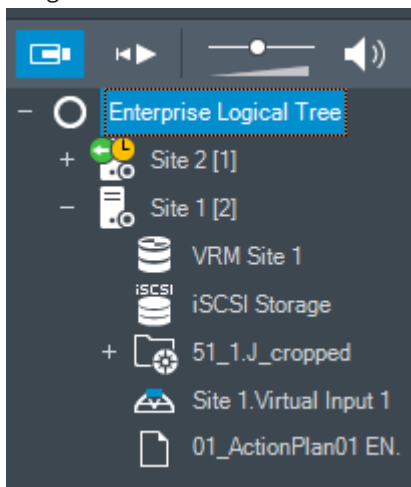 Enterprise Logical Tree
Site 2 [1]
Site 1 [2]
VRM Site 1
iSCSI
iSCSI Storage
51_1.J_cropped
Site 1.Virtual Input 1
01_ActionPlan01 EN.